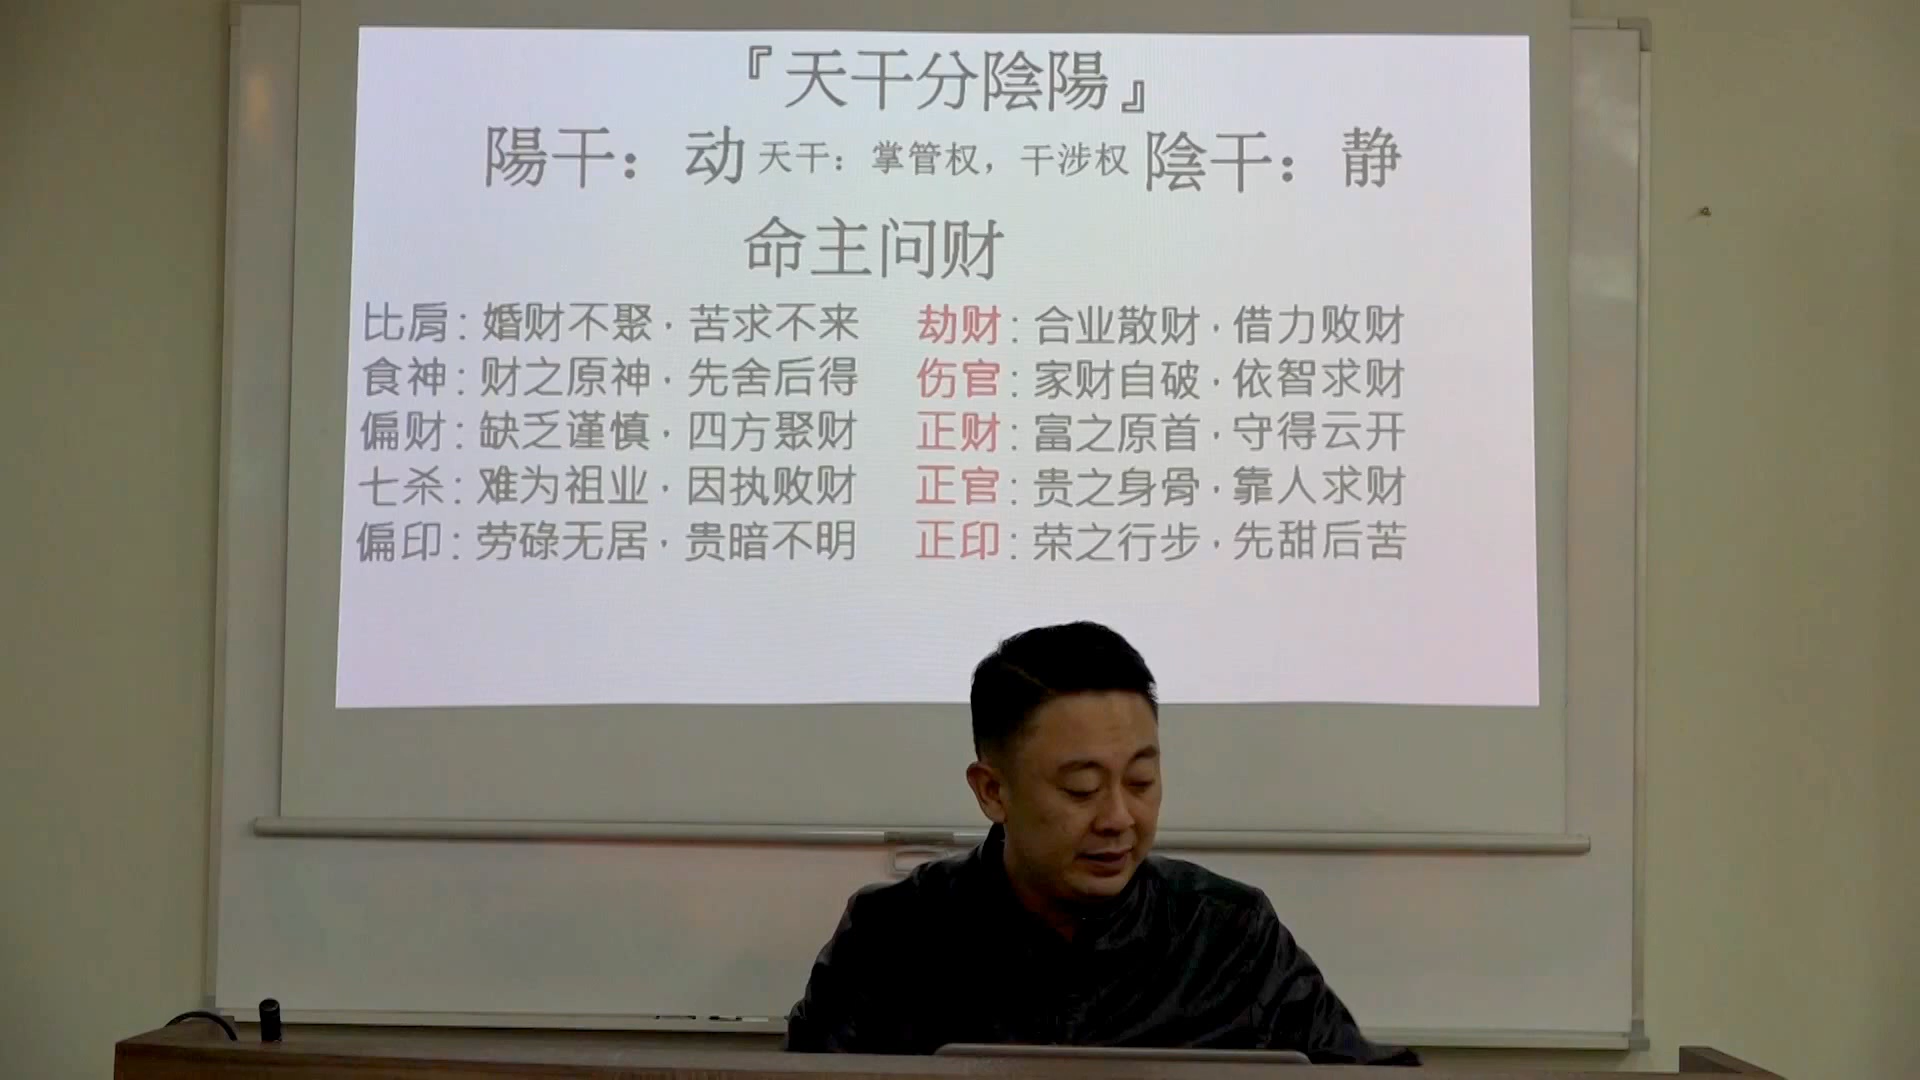 『天干分陰陽』
陽干：动 天干：掌管权，干涉权 陰干：静
命主问财
比肩：婚财不聚·苦求不来 劫财：合业散财·借力败财
食神：财之原神·先舍后得 伤官：家财自破·依智求财
偏财：缺乏谨慎·四方聚财 正财：富之原首·守得云开
七杀：难为祖业·因执败财 正官：贵之身骨·靠人求财
偏印：劳碌无居·贵暗不明 正印：荣之行步·先甜后苦